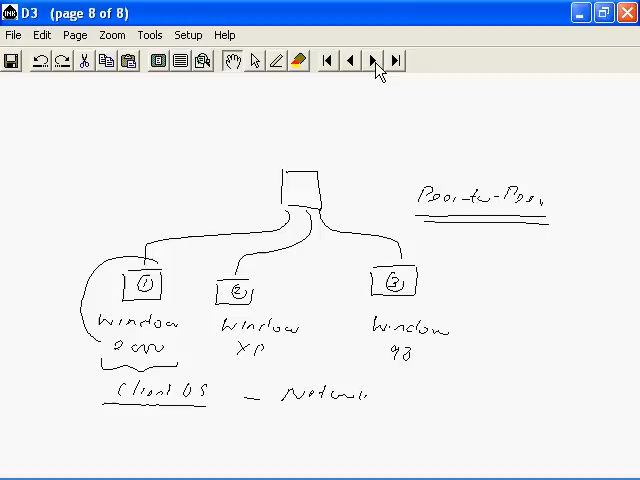 D3 (page 8 of 8)
INK
File Edit Page Zoom Tools Setup Help
Peer-to-Peer
1 2 3
Window Window Window
2000 XP 98
Client OS - Network